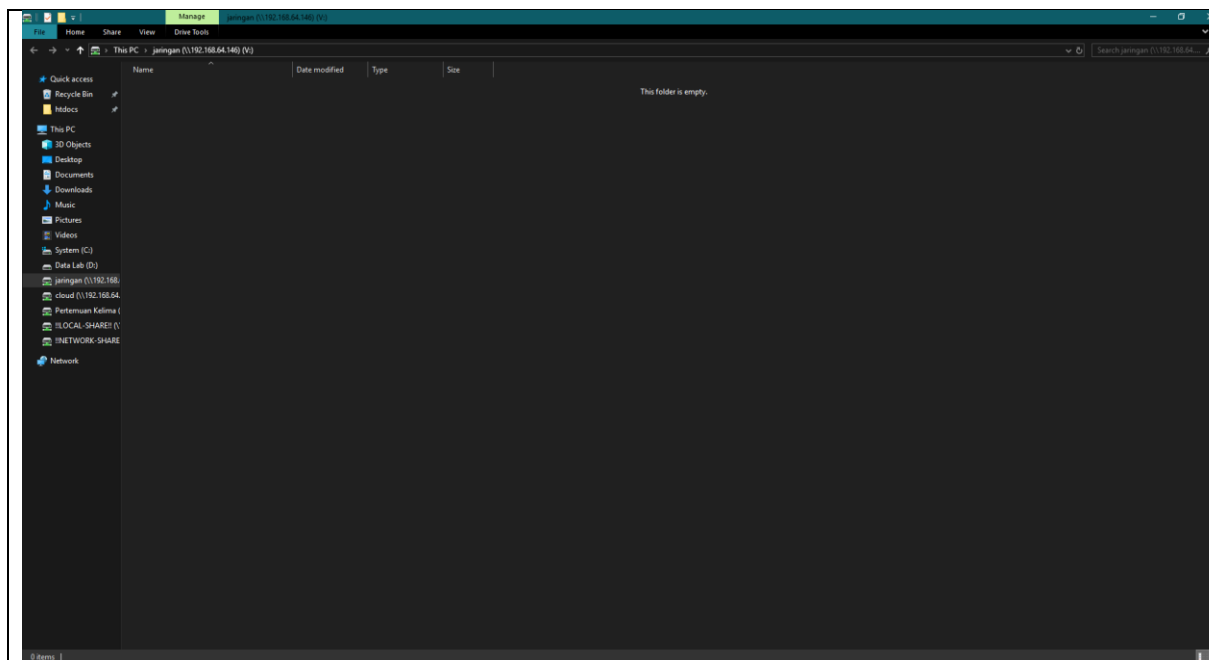 Manage jaringan (\\192.168.64.146) (V:)
File Home Share View Drive Tools
This PC › jaringan (\\192.168.64.146) (V:) Search jaringan (\\192.168.64....
Name Date modified Type Size
This folder is empty.
Quick access
Recycle Bin
htdocs
This PC
3D Objects
Desktop
Documents
Downloads
Music
Pictures
Videos
System (C:)
Data Lab (D:)
jaringan (\\192.168.
cloud (\\192.168.64.
Pertemuan Kelima (
!!LOCAL-SHARE!! (\\
!!NETWORK-SHARE
Network
0 items